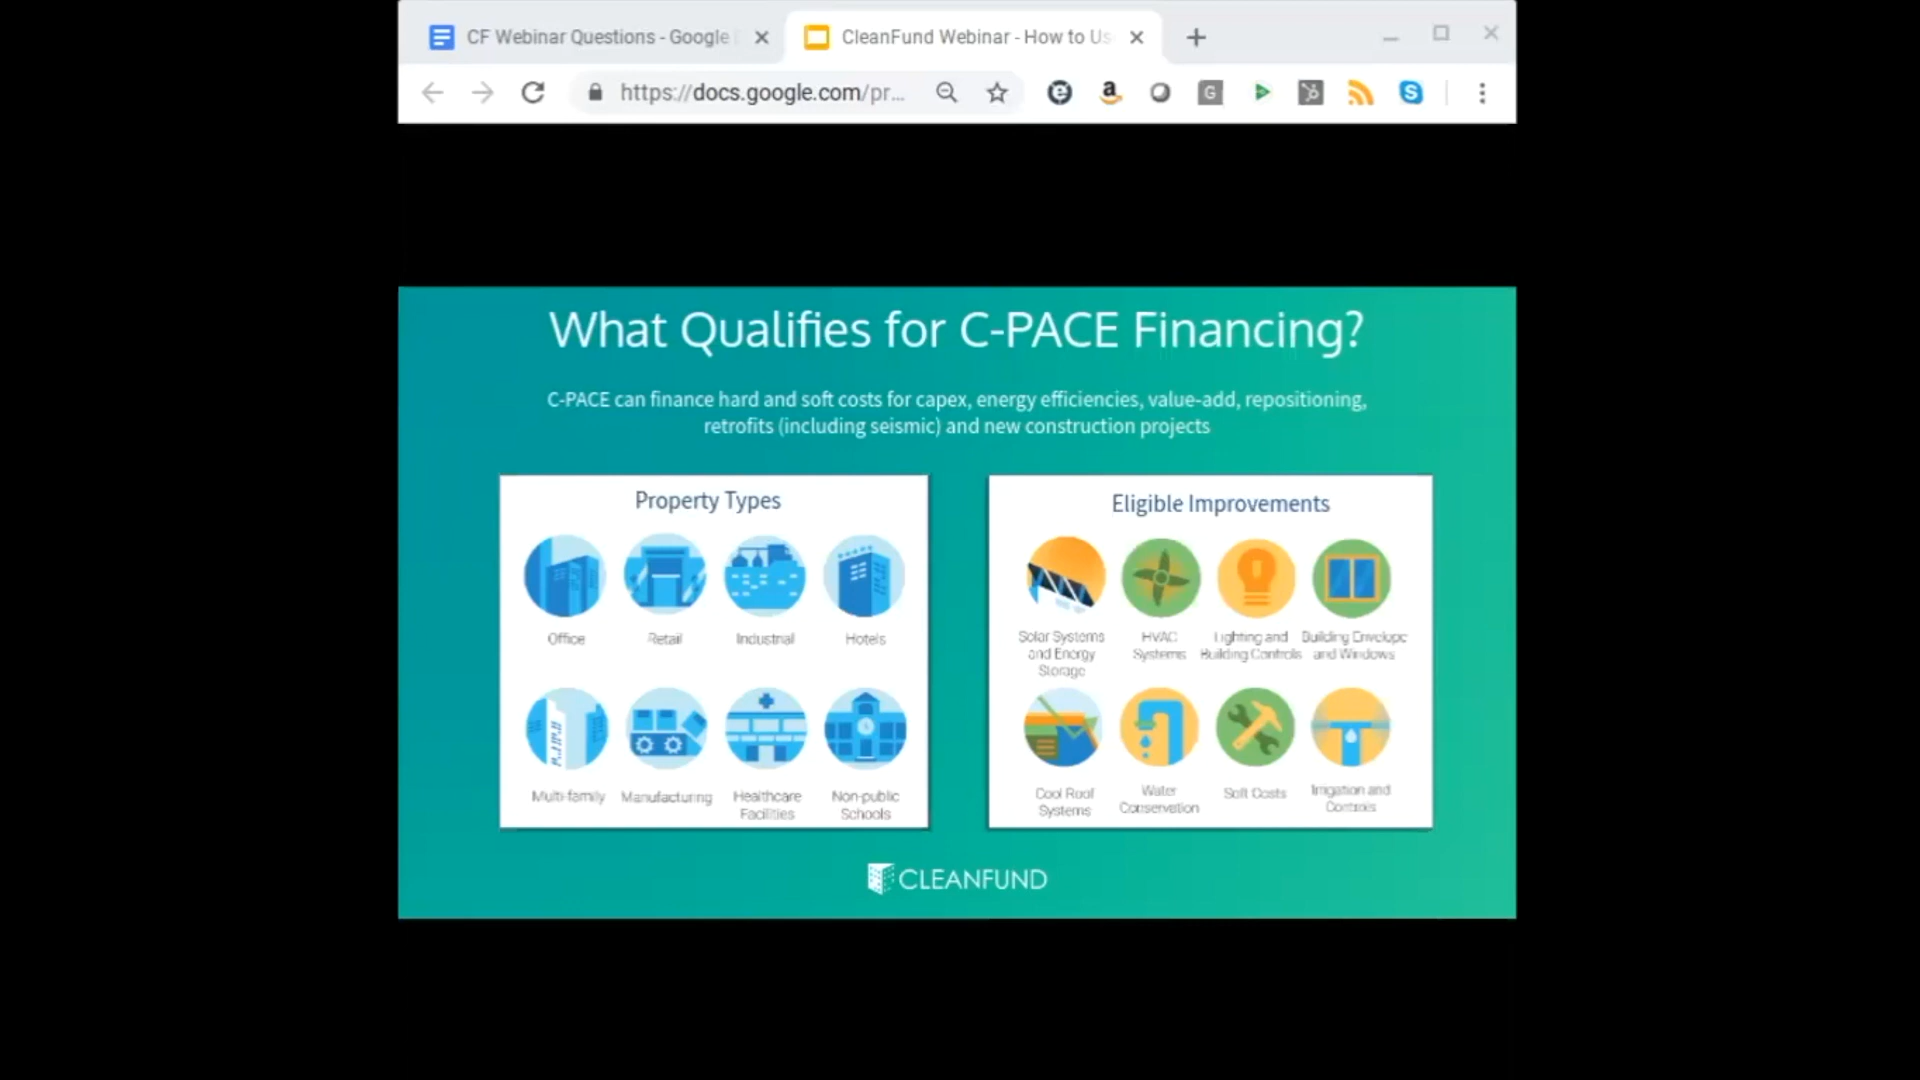 CF Webinar Questions - Google
CleanFund Webinar - How to Us
https://docs.google.com/pr...
What Qualifies for C-PACE Financing?
C-PACE can finance hard and soft costs for capex, energy efficiencies, value-add, repositioning,
retrofits (including seismic) and new construction projects
Property Types
Office
Retail
Industrial
Hotels
Multi-family
Manufacturing
Healthcare
Facilities
Non-public
Schools
Eligible Improvements
Solar Systems
and Energy
Storage
HVAC
Systems
Lighting and
Building Controls
Building Envelope
and Windows
Cool Roof
Systems
Water
Conservation
Soft Costs
Irrigation and
Controls
CLEANFUND